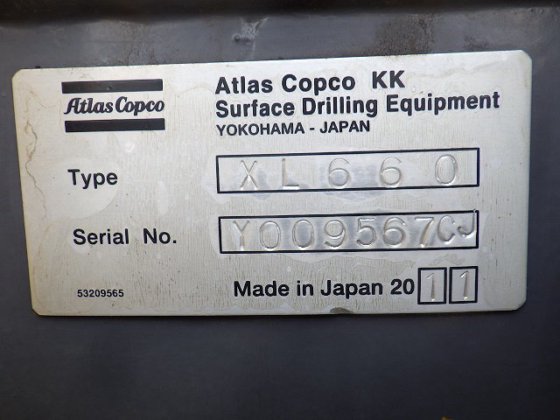 Atlas Copco
Atlas Copco KK
Surface Drilling Equipment
YOKOHAMA - JAPAN
Type XL660
Serial No. Y009567CJ
53209565
Made in Japan 2011